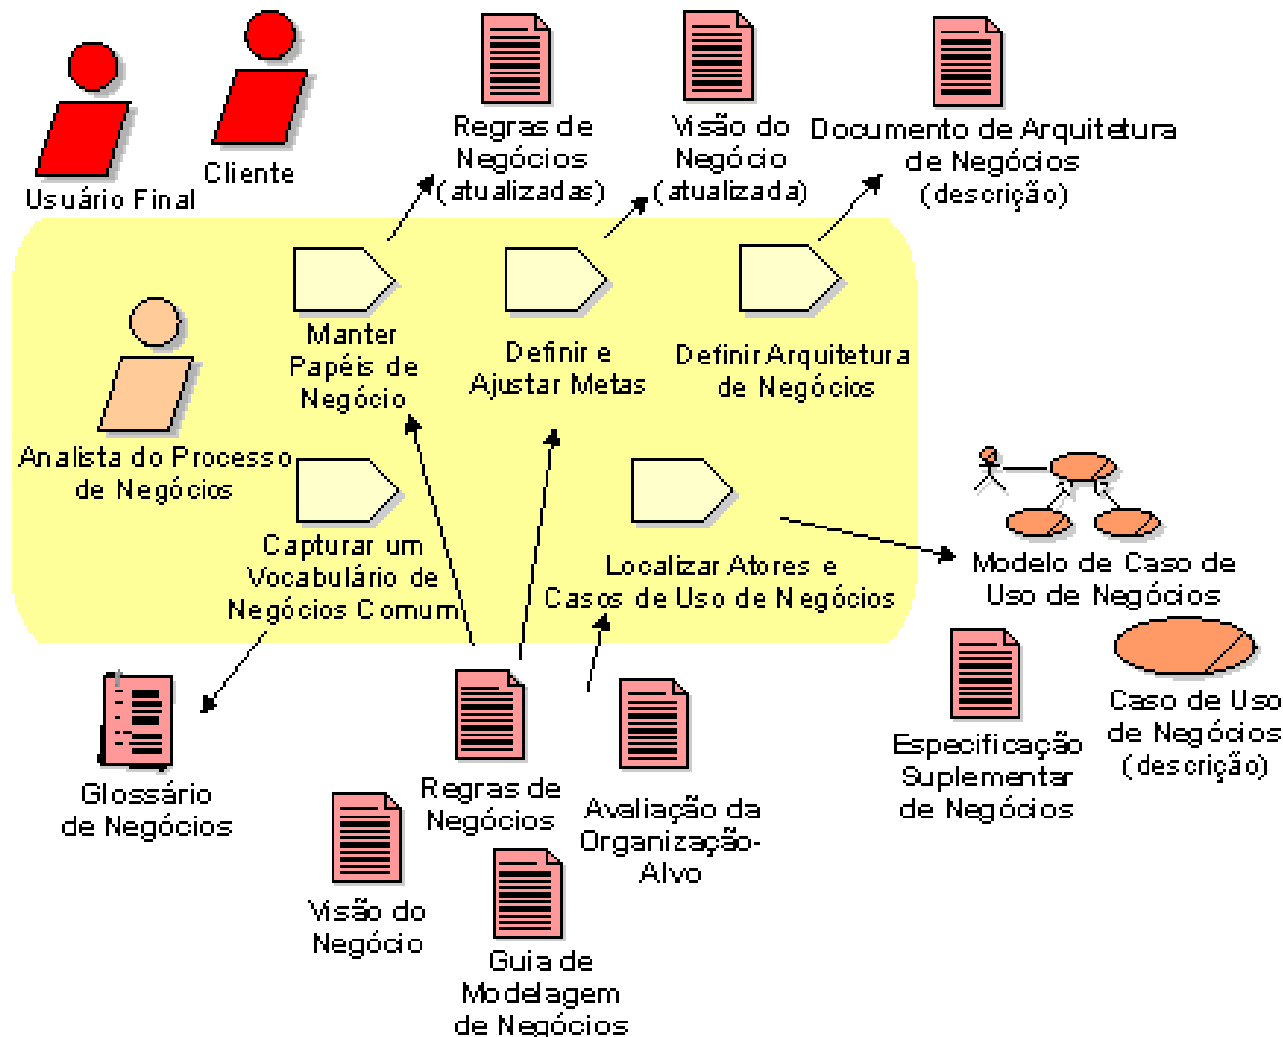 Usuário Final
Cliente
Regras de
Negócios
(atualizadas)
Visão do
Negócio
(atualizada)
Documento de Arquitetura
de Negócios
(descrição)
Analista do Processo
de Negócios
Manter
Papéis de
Negócio
Definir e
Ajustar Metas
Definir Arquitetura
de Negócios
Capturar um
Vocabulário de
Negócios Comum
Localizar Atores e
Casos de Uso de Negócios
Modelo de Caso de
Uso de Negócios
Caso de Uso
de Negócios
(descrição)
Especificação
Suplementar
de Negócios
Glossário
de Negócios
Regras de
Negócios
Avaliação da
Organização-
Alvo
Visão do
Negócio
Guia de
Modelagem
de Negócios